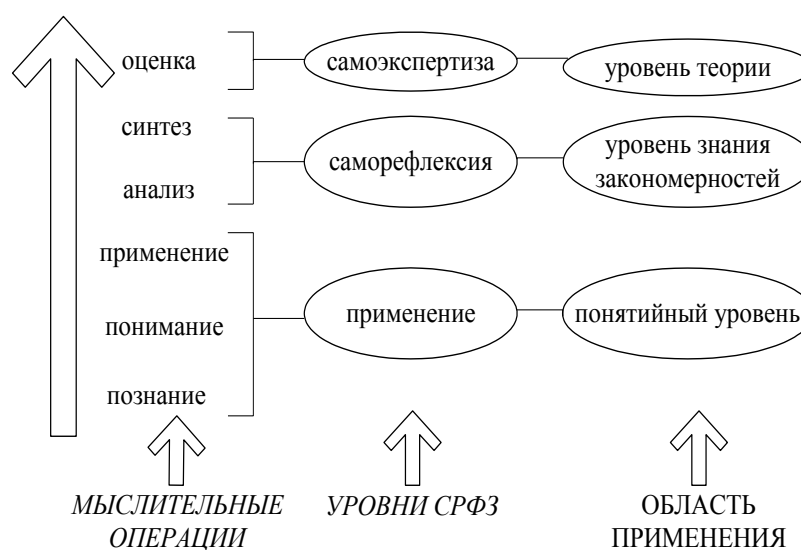 оценка
самоэкспертиза
уровень теории
синтез
анализ
саморефлексия
уровень знания
закономерностей
применение
понимание
познание
применение
понятийный уровень
МЫСЛИТЕЛЬНЫЕ
ОПЕРАЦИИ
УРОВНИ СРФЗ
ОБЛАСТЬ
ПРИМЕНЕНИЯ